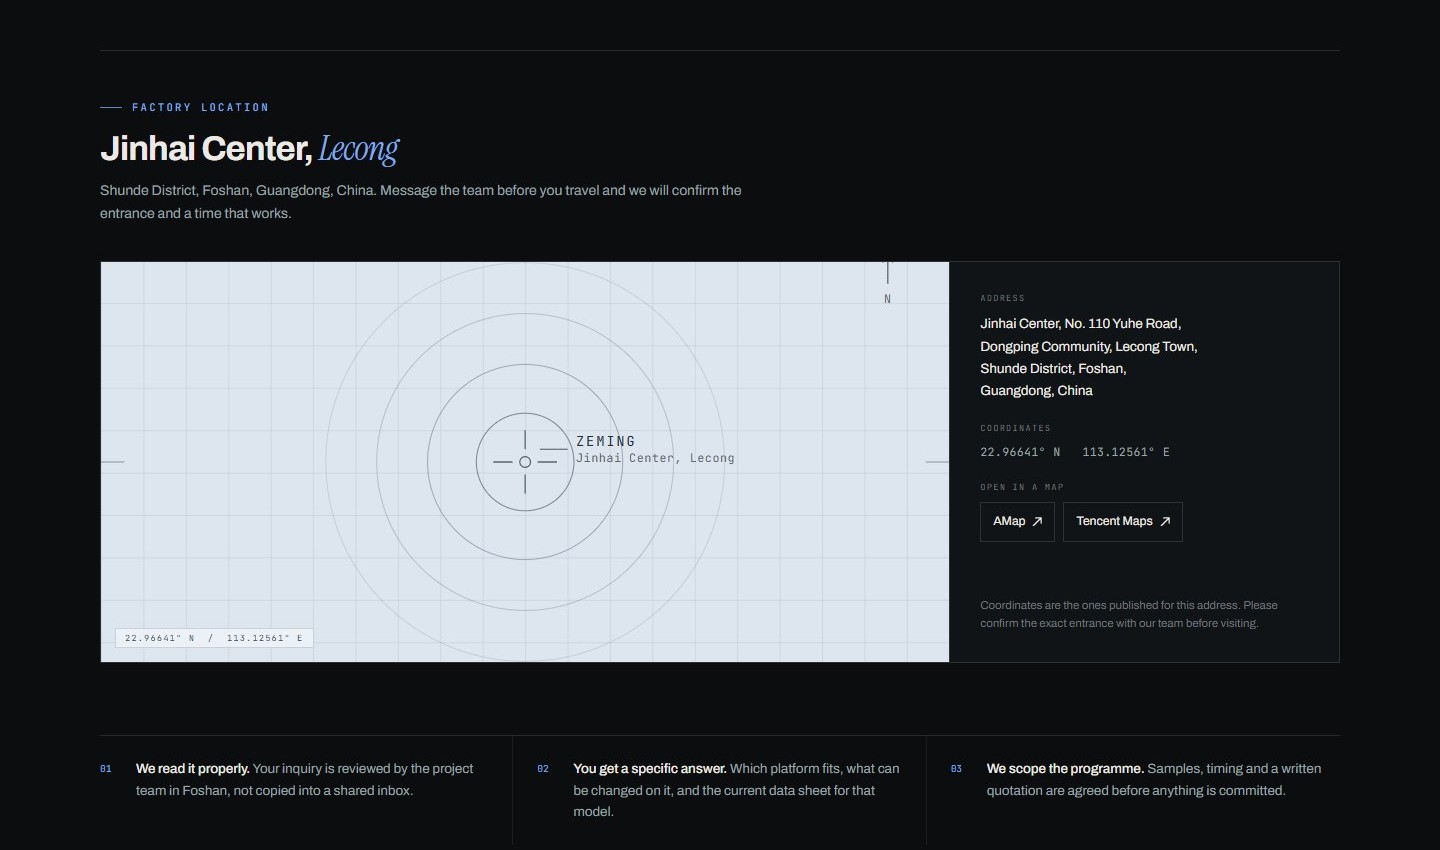 FACTORY LOCATION
Jinhai Center, Lecong
Shunde District, Foshan, Guangdong, China. Message the team before you travel and we will confirm the
entrance and a time that works.
N
ZEMING
Jinhai Center, Lecong
22.96641° N / 113.12561° E
ADDRESS
Jinhai Center, No. 110 Yuhe Road,
Dongping Community, Lecong Town,
Shunde District, Foshan,
Guangdong, China
COORDINATES
22.96641° N 113.12561° E
OPEN IN A MAP
AMap ↗
Tencent Maps ↗
Coordinates are the ones published for this address. Please
confirm the exact entrance with our team before visiting.
01
We read it properly. Your inquiry is reviewed by the project
team in Foshan, not copied into a shared inbox.
02
You get a specific answer. Which platform fits, what can
be changed on it, and the current data sheet for that
model.
03
We scope the programme. Samples, timing and a written
quotation are agreed before anything is committed.